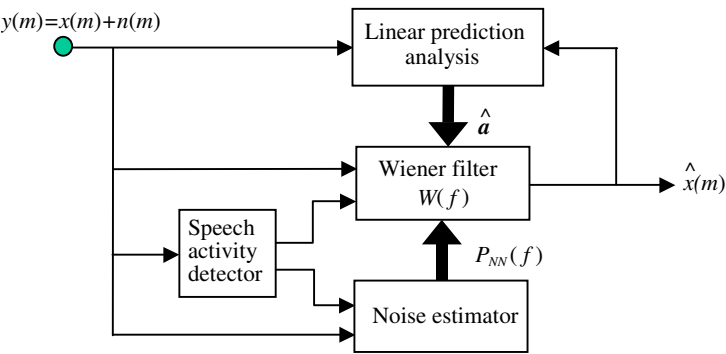 y(m)=x(m)+n(m)
Linear prediction
analysis
â
Wiener filter
W(f)
x̂(m)
Speech
activity
detector
P_NN(f)
Noise estimator